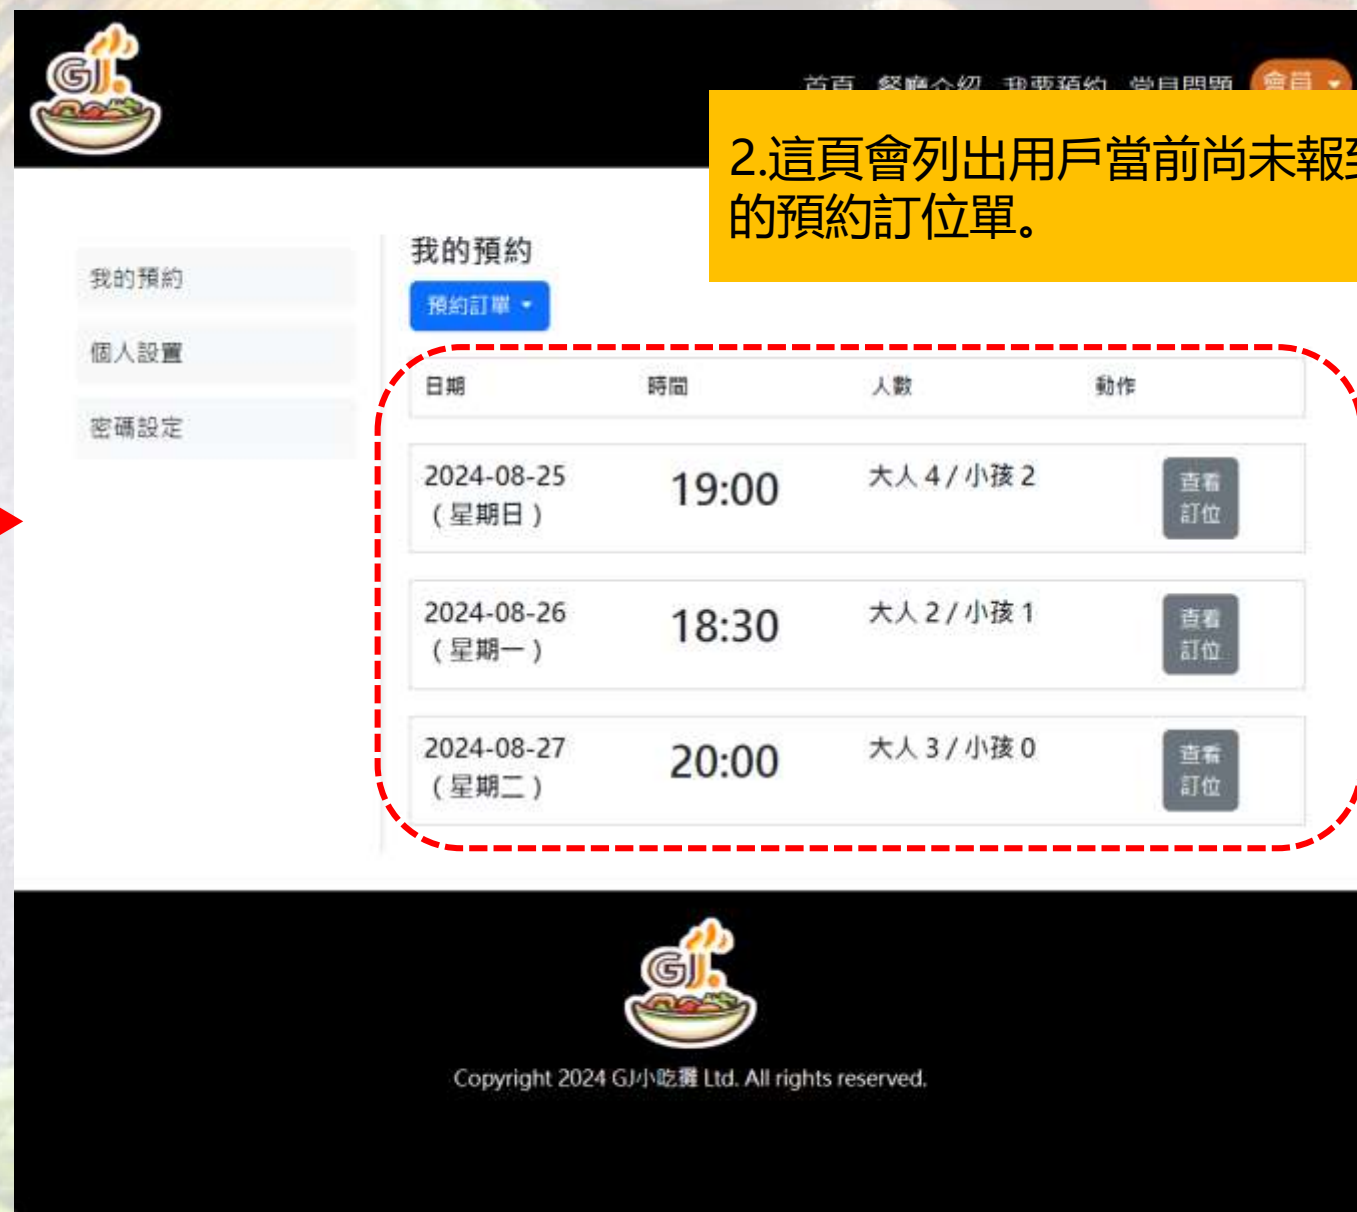 GJ.
首頁 餐廳介紹 我要預約 常見問題 會員
2.這頁會列出用戶當前尚未報到
的預約訂位單。
我的預約
個人設置
密碼設定
我的預約
預約訂單
日期 時間 人數 動作
2024-08-25
(星期日)
19:00
大人 4 / 小孩 2
查看
訂位
2024-08-26
(星期一)
18:30
大人 2 / 小孩 1
查看
訂位
2024-08-27
(星期二)
20:00
大人 3 / 小孩 0
查看
訂位
GJ.
Copyright 2024 GJ小吃攤 Ltd. All rights reserved.